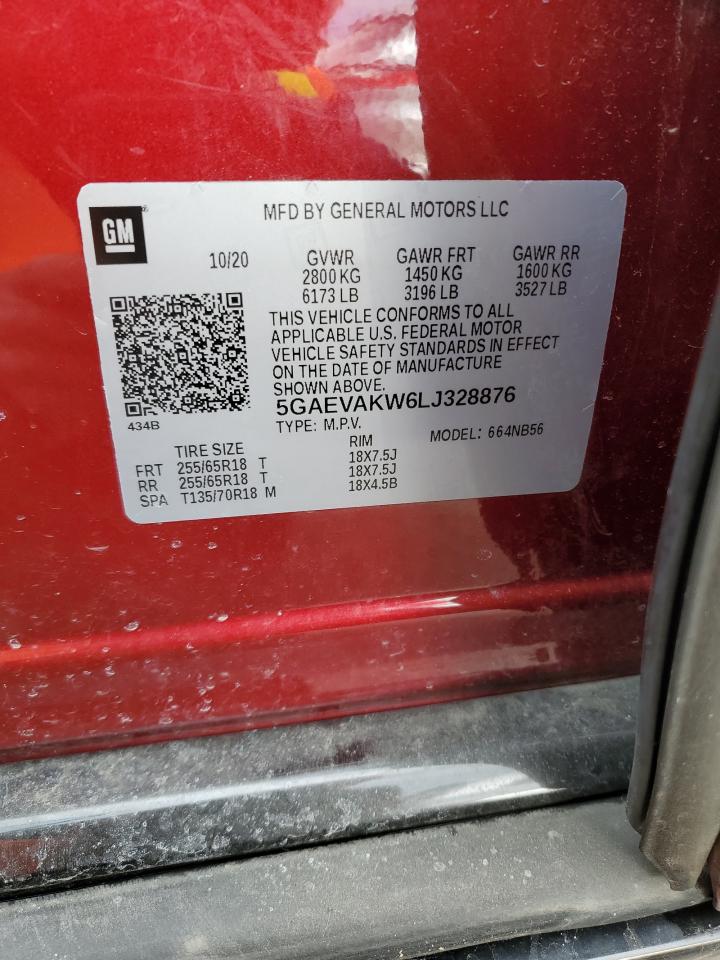 GM
MFD BY GENERAL MOTORS LLC
10/20 GVWR GAWR FRT GAWR RR
2800 KG 1450 KG 1600 KG
6173 LB 3196 LB 3527 LB
THIS VEHICLE CONFORMS TO ALL
APPLICABLE U.S. FEDERAL MOTOR
VEHICLE SAFETY STANDARDS IN EFFECT
ON THE DATE OF MANUFACTURE
SHOWN ABOVE.
5GAEVAKW6LJ328876
434B
TYPE: M.P.V. MODEL: 664NB56
TIRE SIZE RIM
FRT 255/65R18 T 18X7.5J
RR 255/65R18 T 18X7.5J
SPA T135/70R18 M 18X4.5B